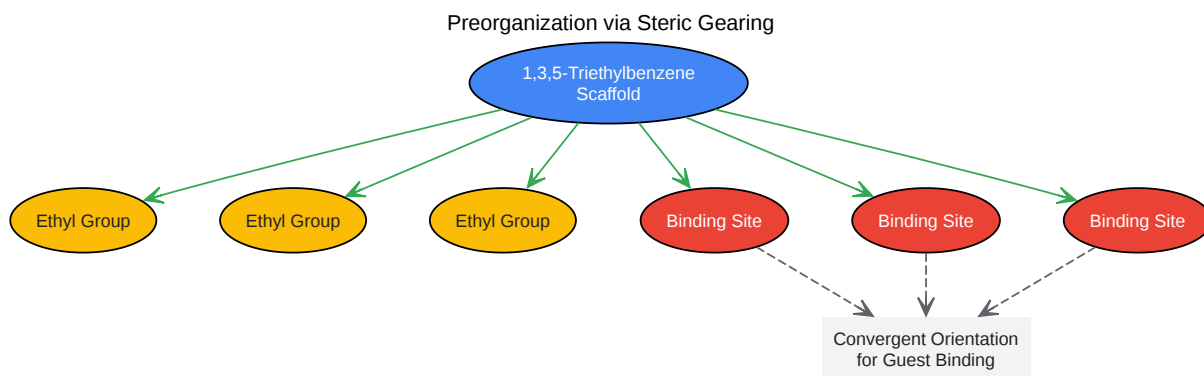 Preorganization via Steric Gearing
1,3,5-Triethylbenzene
Scaffold
Ethyl Group
Ethyl Group
Ethyl Group
Binding Site
Binding Site
Binding Site
Convergent Orientation
for Guest Binding